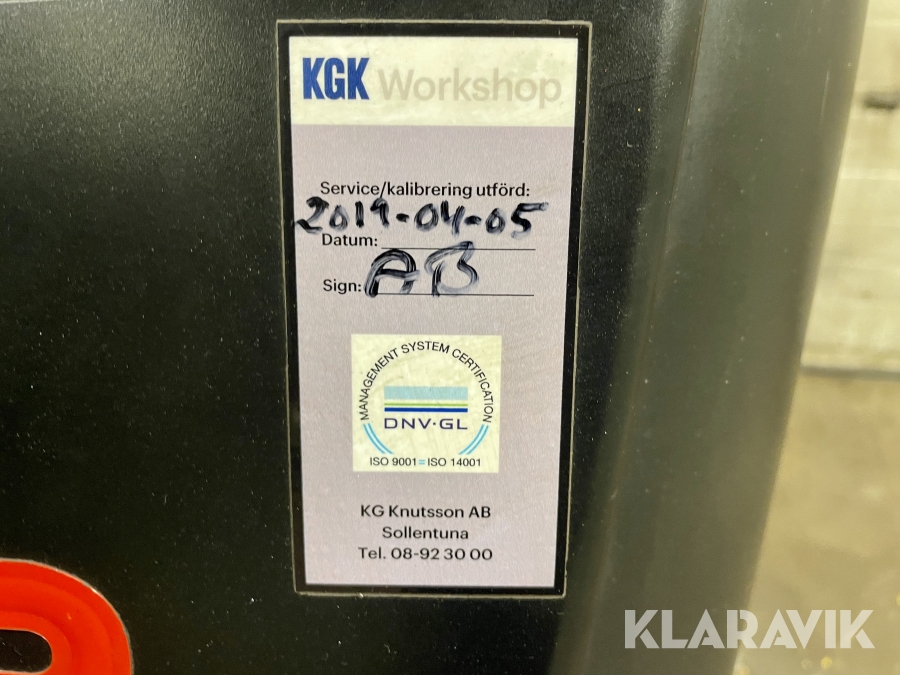 KGK Workshop
Service/kalibrering utförd:
2019-04-05
Datum:
Sign: AB
MANAGEMENT SYSTEM CERTIFICATION
DNV·GL
ISO 9001=ISO 14001
KG Knutsson AB
Sollentuna
Tel. 08-92 30 00
KLARAVIK